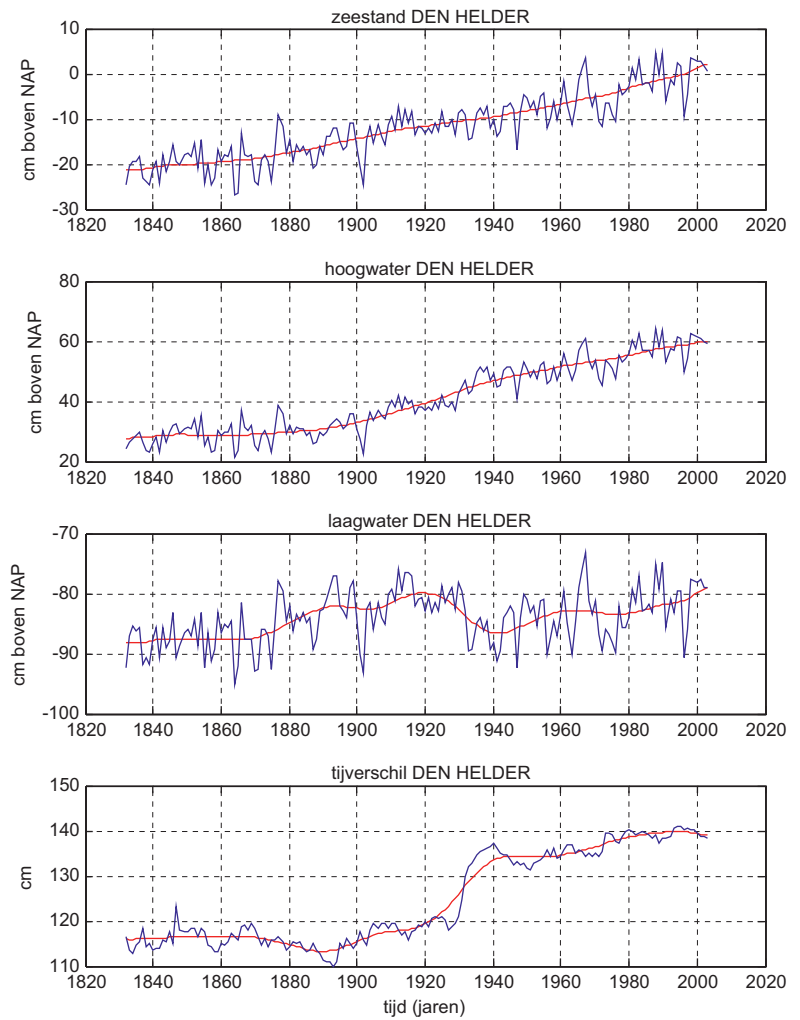 zeestand DEN HELDER
cm boven NAP
10
0
-10
-20
-30
1820 1840 1860 1880 1900 1920 1940 1960 1980 2000 2020
hoogwater DEN HELDER
cm boven NAP
80
60
40
20
1820 1840 1860 1880 1900 1920 1940 1960 1980 2000 2020
laagwater DEN HELDER
cm boven NAP
-70
-80
-90
-100
1820 1840 1860 1880 1900 1920 1940 1960 1980 2000 2020
tijverschil DEN HELDER
cm
150
140
130
120
110
1820 1840 1860 1880 1900 1920 1940 1960 1980 2000 2020
tijd (jaren)